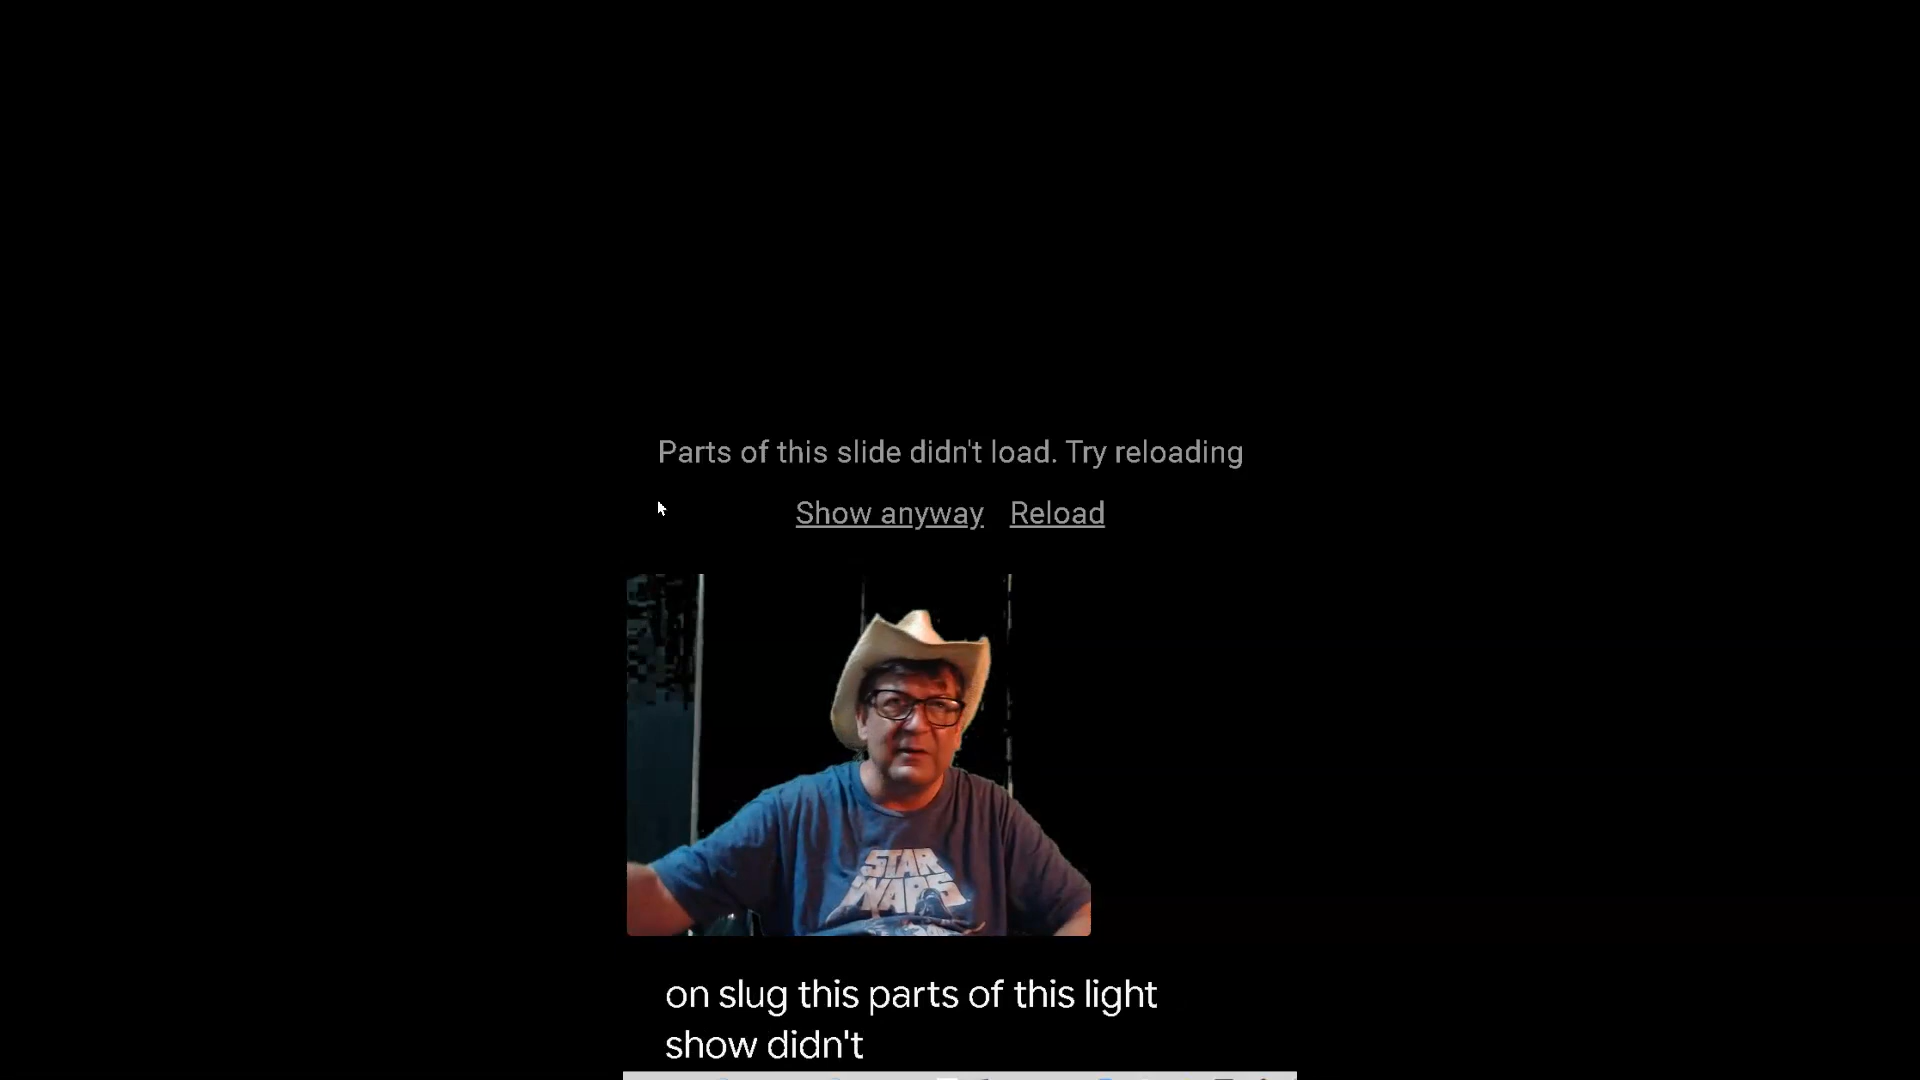 Parts of this slide didn't load. Try reloading
Show anyway Reload
STAR
WARS
on slug this parts of this light
show didn't